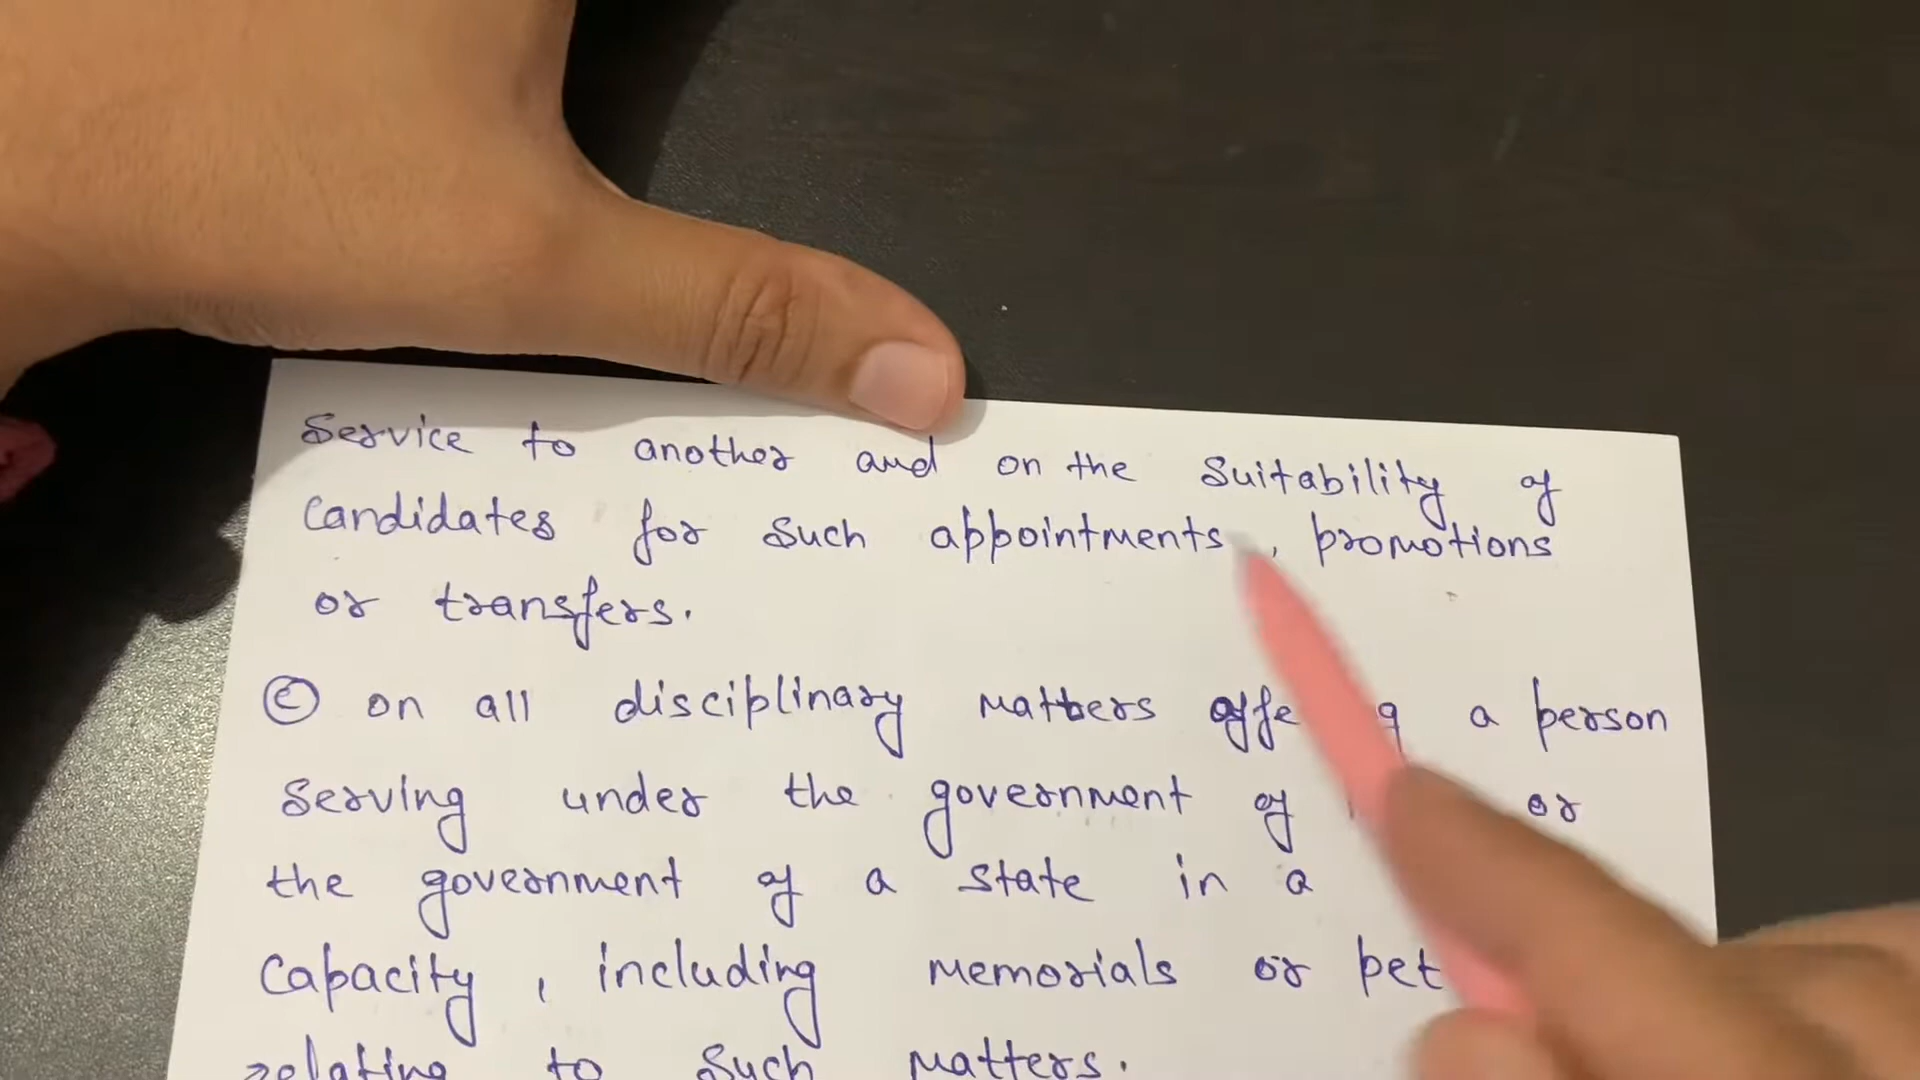 Service to another and on the suitability of
candidates for such appointments, promotions
or transfers.
© on all disciplinary matters a person
serving under the government of or
the government of a state in a
capacity, including memorials or
relating to such matters.